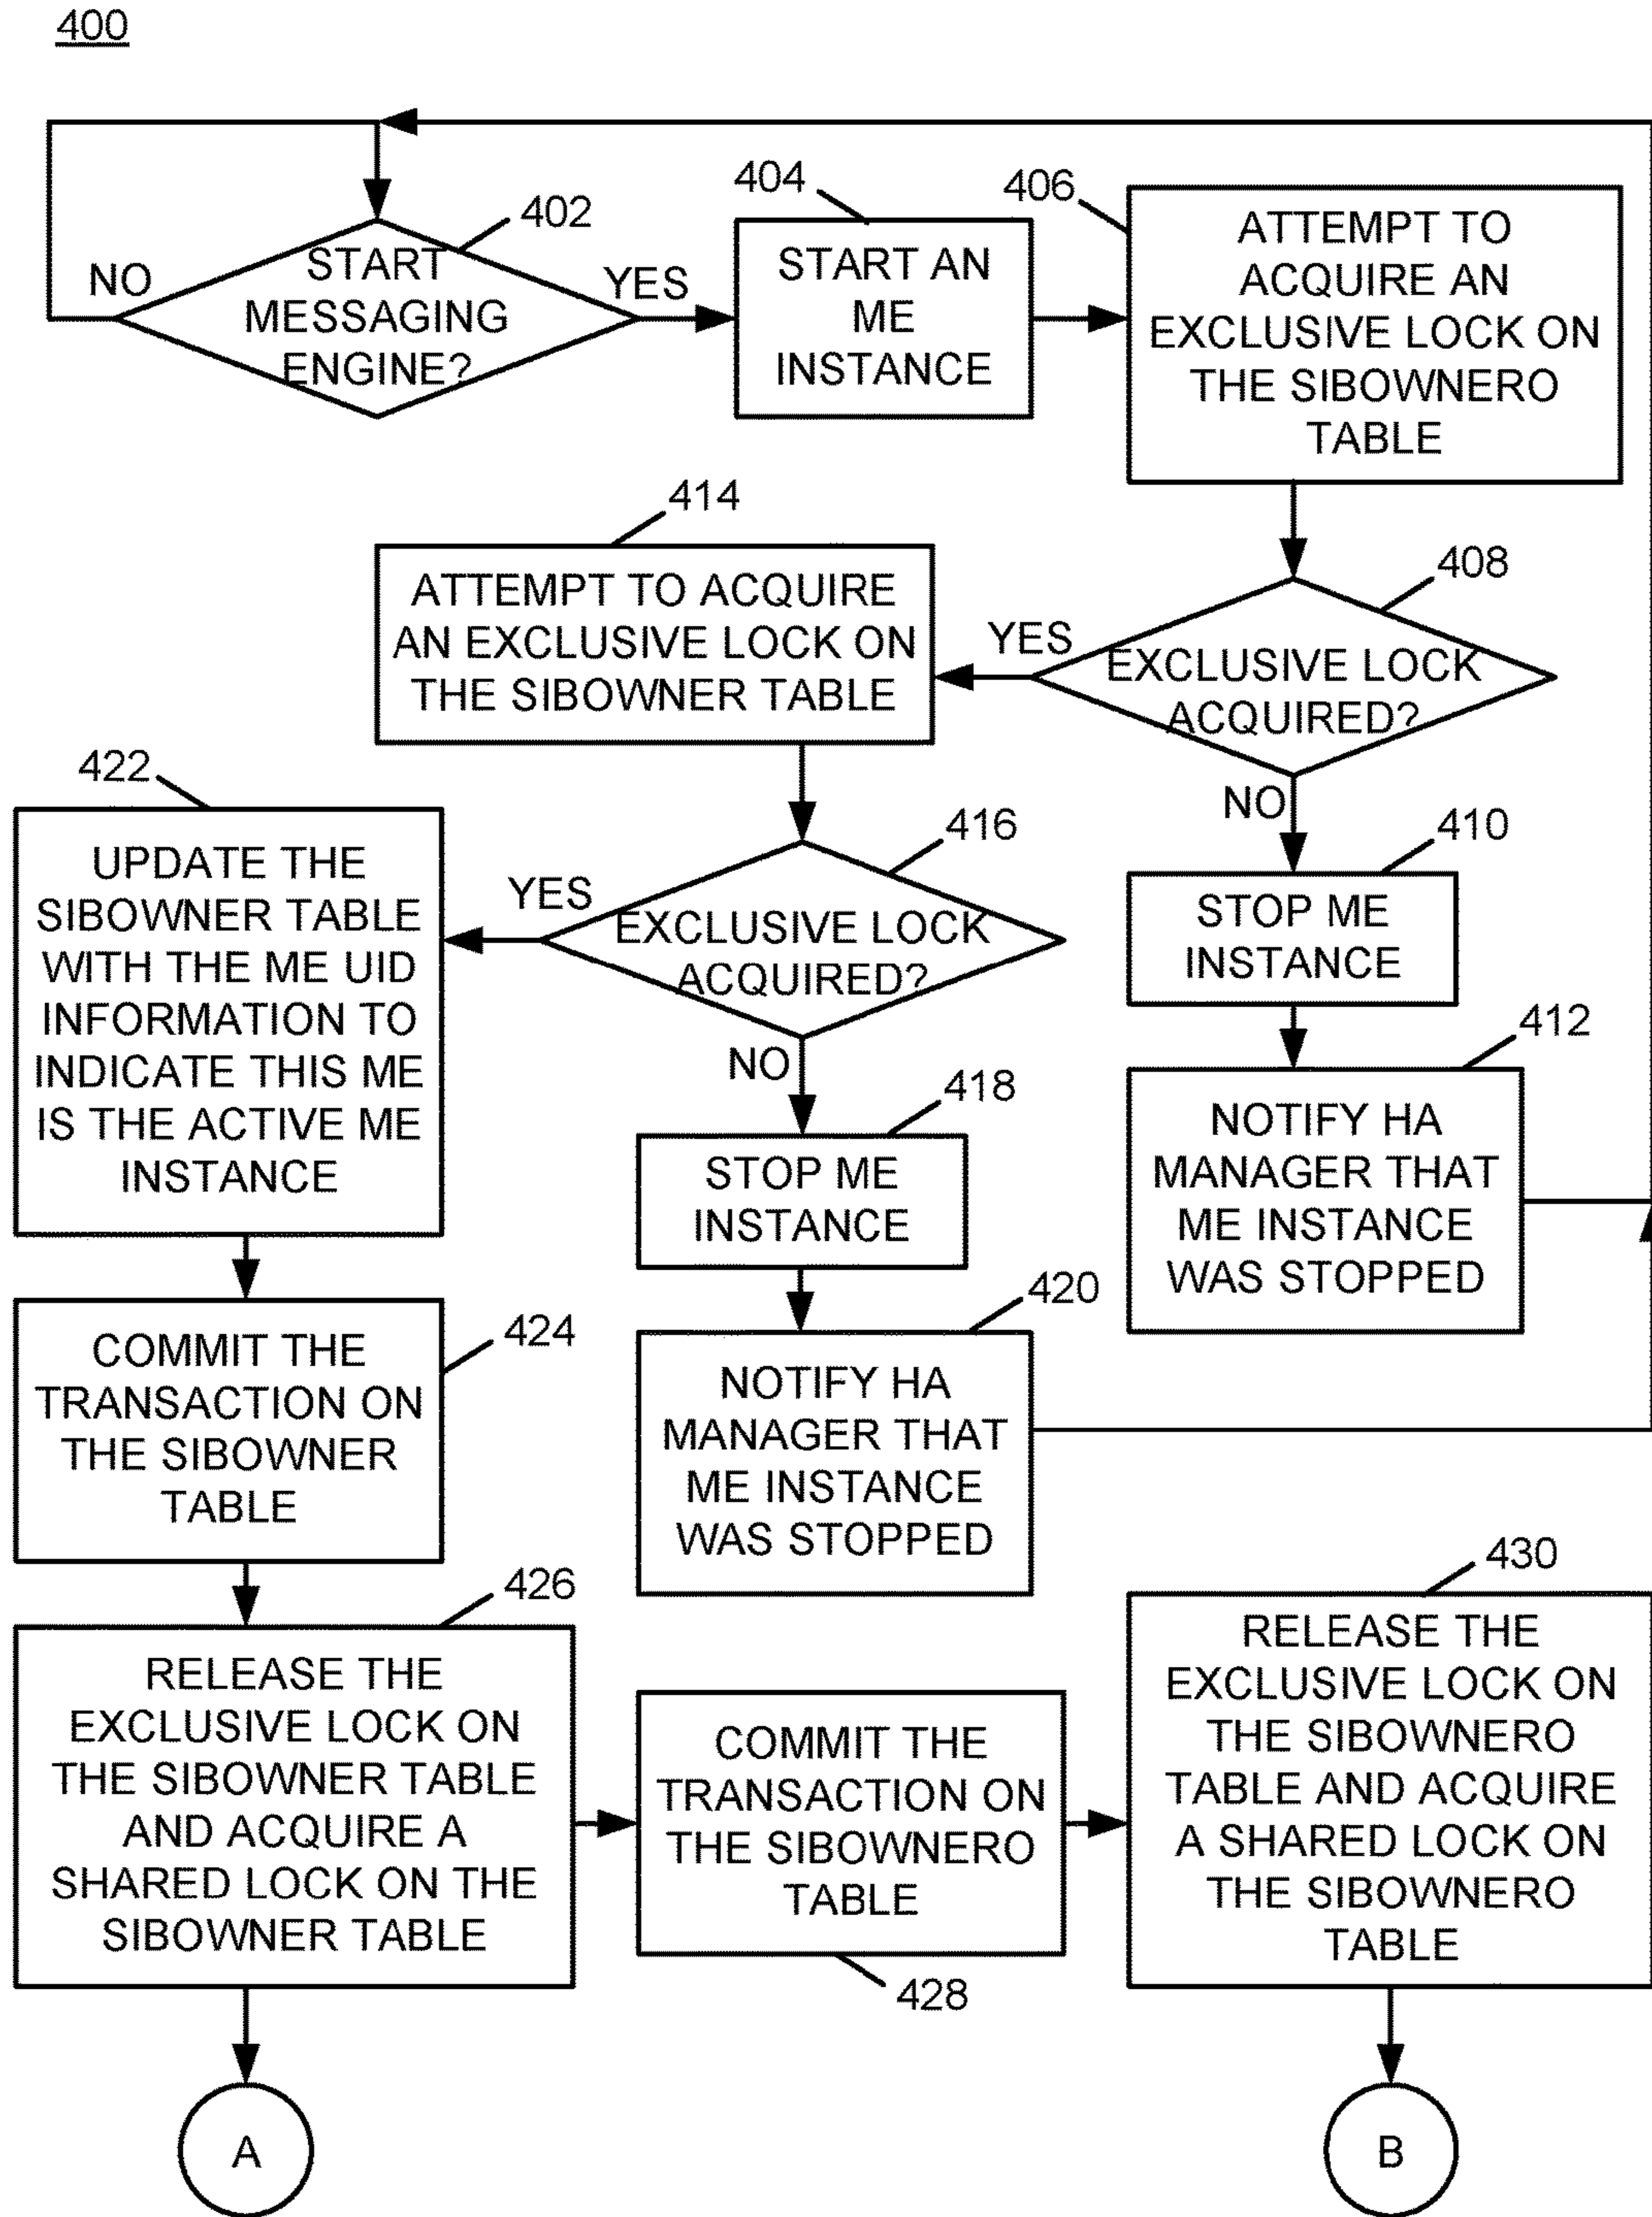 400
402
START
MESSAGING
ENGINE?
NO
YES
404
START AN
ME
INSTANCE
406
ATTEMPT TO
ACQUIRE AN
EXCLUSIVE LOCK ON
THE SIBOWNERO
TABLE
408
EXCLUSIVE LOCK
ACQUIRED?
YES
NO
410
STOP ME
INSTANCE
412
NOTIFY HA
MANAGER THAT
ME INSTANCE
WAS STOPPED
414
ATTEMPT TO ACQUIRE
AN EXCLUSIVE LOCK ON
THE SIBOWNER TABLE
416
EXCLUSIVE LOCK
ACQUIRED?
YES
NO
418
STOP ME
INSTANCE
420
NOTIFY HA
MANAGER THAT
ME INSTANCE
WAS STOPPED
422
UPDATE THE
SIBOWNER TABLE
WITH THE ME UID
INFORMATION TO
INDICATE THIS ME
IS THE ACTIVE ME
INSTANCE
424
COMMIT THE
TRANSACTION ON
THE SIBOWNER
TABLE
426
RELEASE THE
EXCLUSIVE LOCK ON
THE SIBOWNER TABLE
AND ACQUIRE A
SHARED LOCK ON THE
SIBOWNER TABLE
428
COMMIT THE
TRANSACTION ON
THE SIBOWNERO
TABLE
430
RELEASE THE
EXCLUSIVE LOCK ON
THE SIBOWNERO
TABLE AND ACQUIRE
A SHARED LOCK ON
THE SIBOWNERO
TABLE
A
B